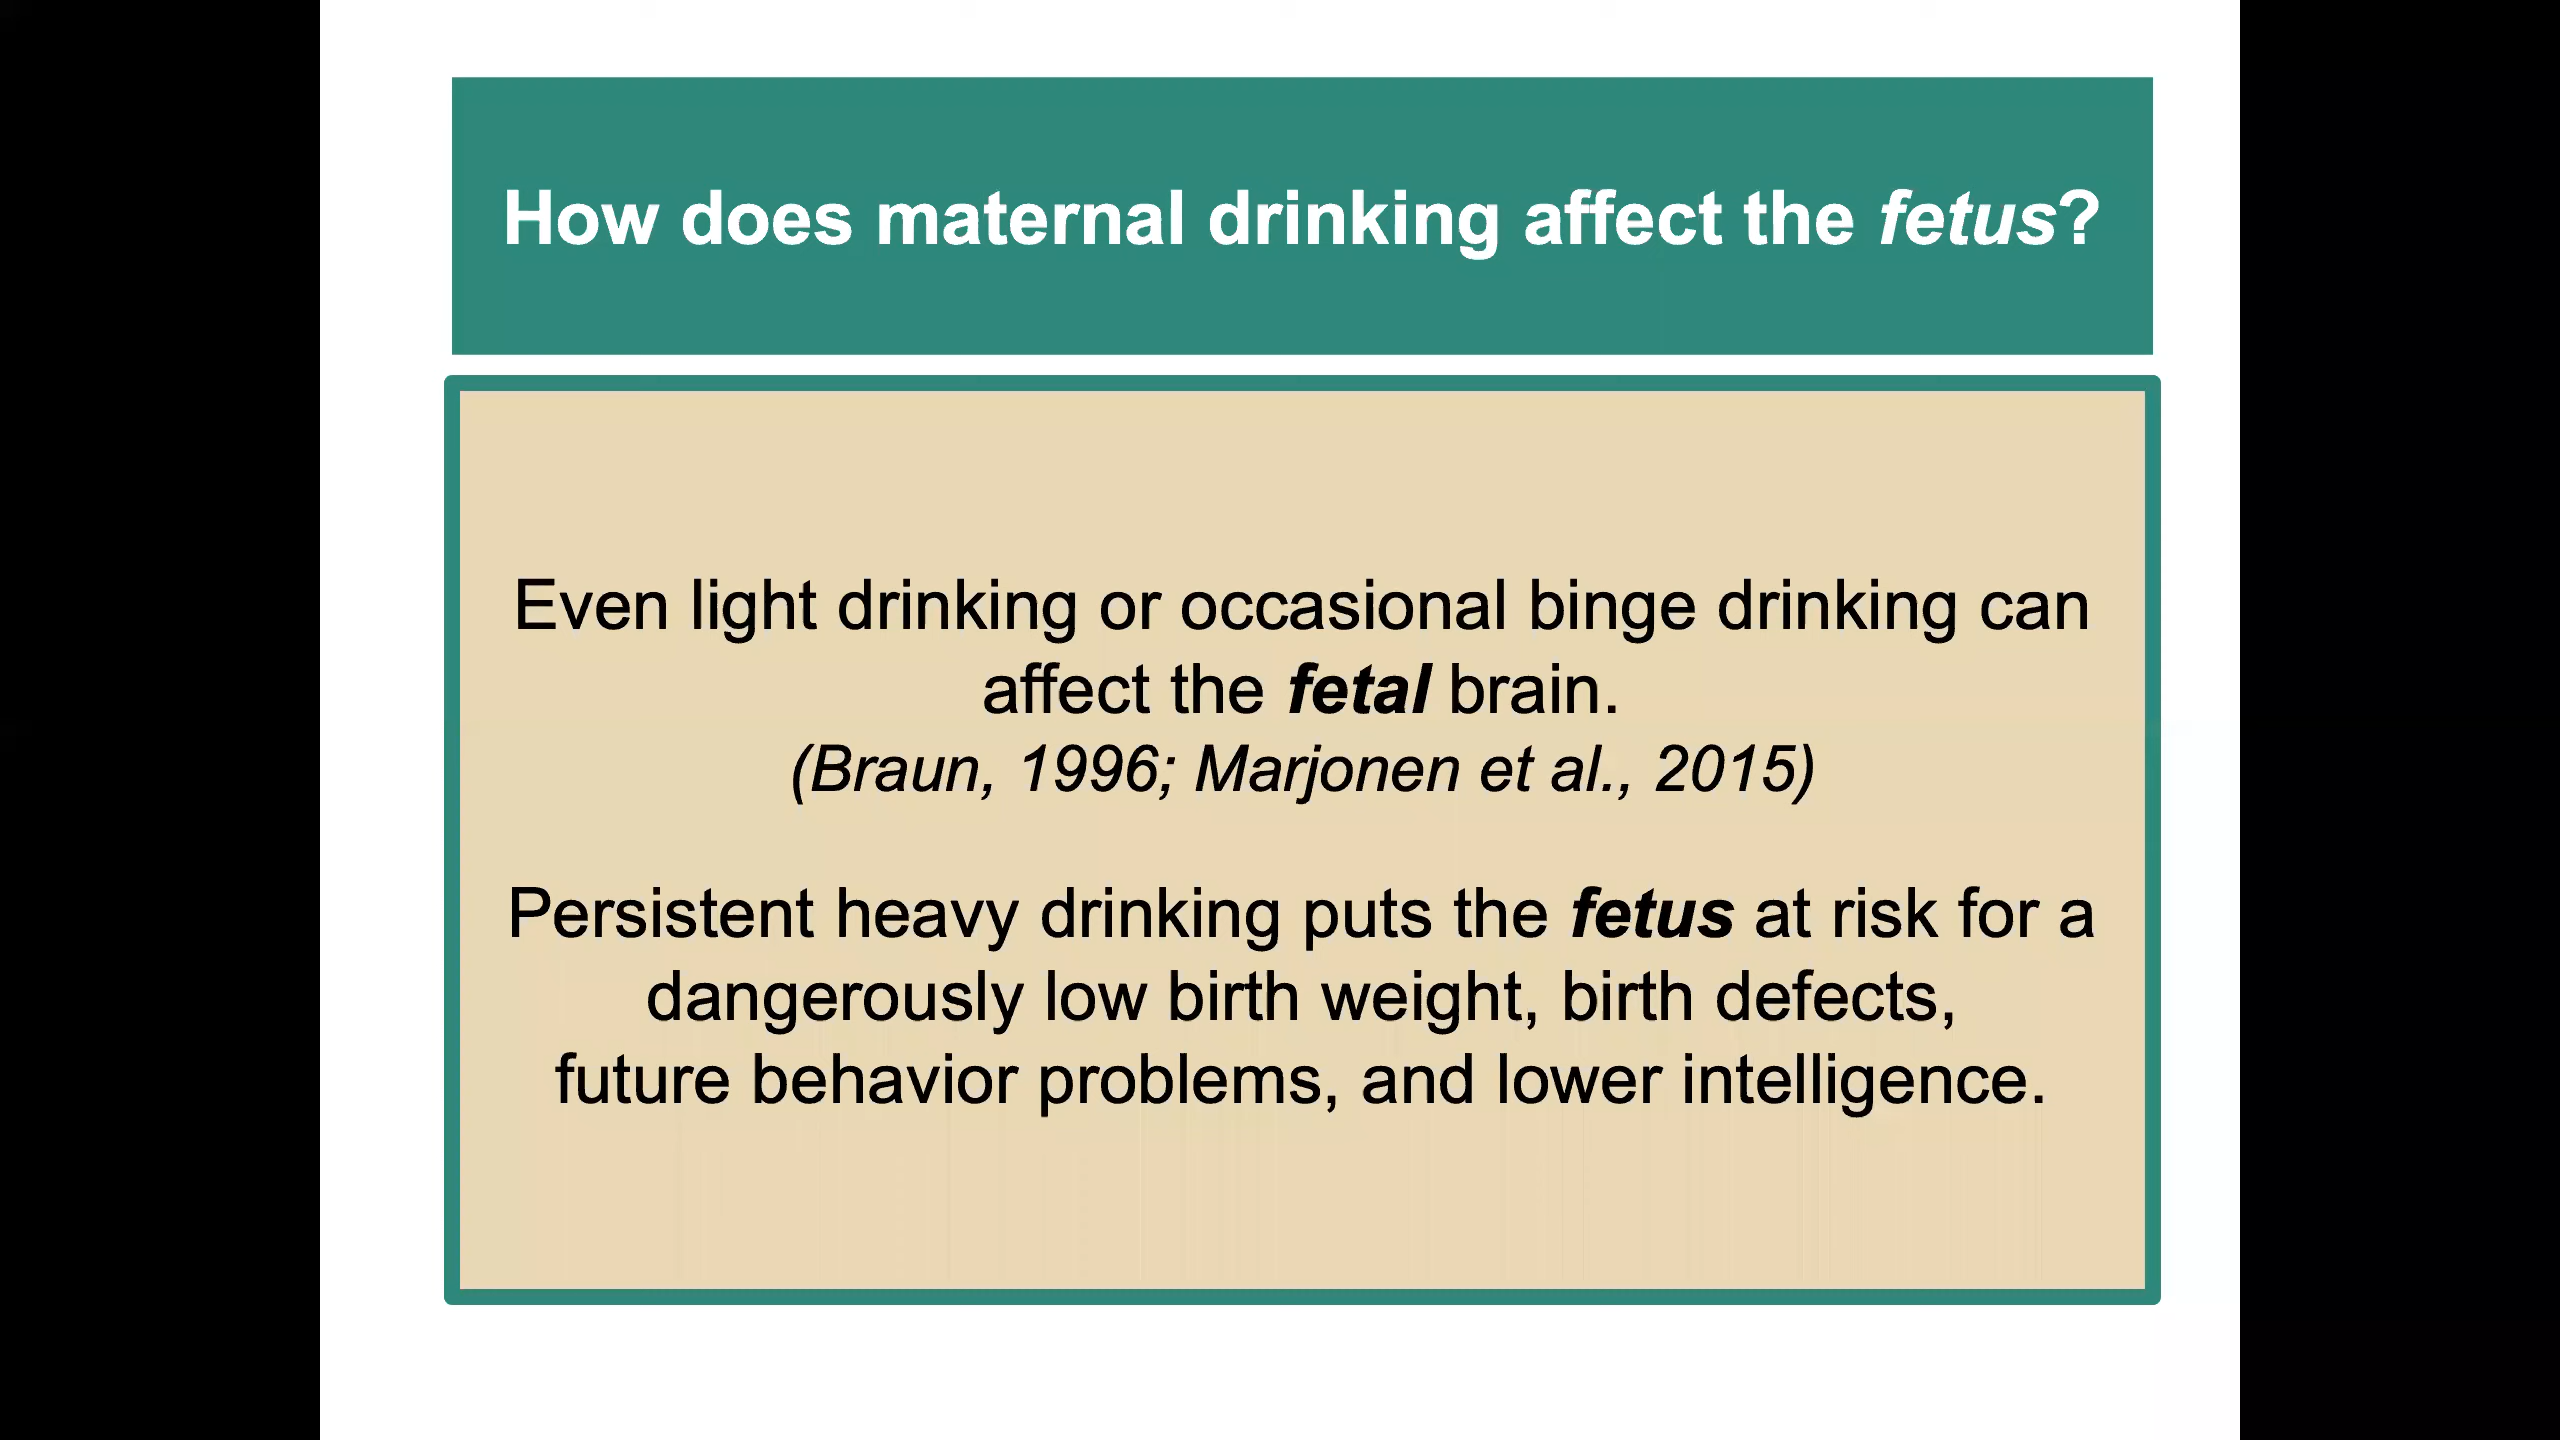 How does maternal drinking affect the fetus?
Even light drinking or occasional binge drinking can
affect the fetal brain.
(Braun, 1996; Marjonen et al., 2015)
Persistent heavy drinking puts the fetus at risk for a
dangerously low birth weight, birth defects,
future behavior problems, and lower intelligence.